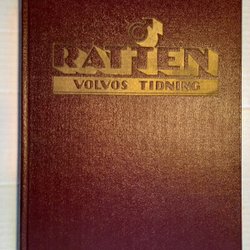 RATTEN
VOLVOS TIDNING